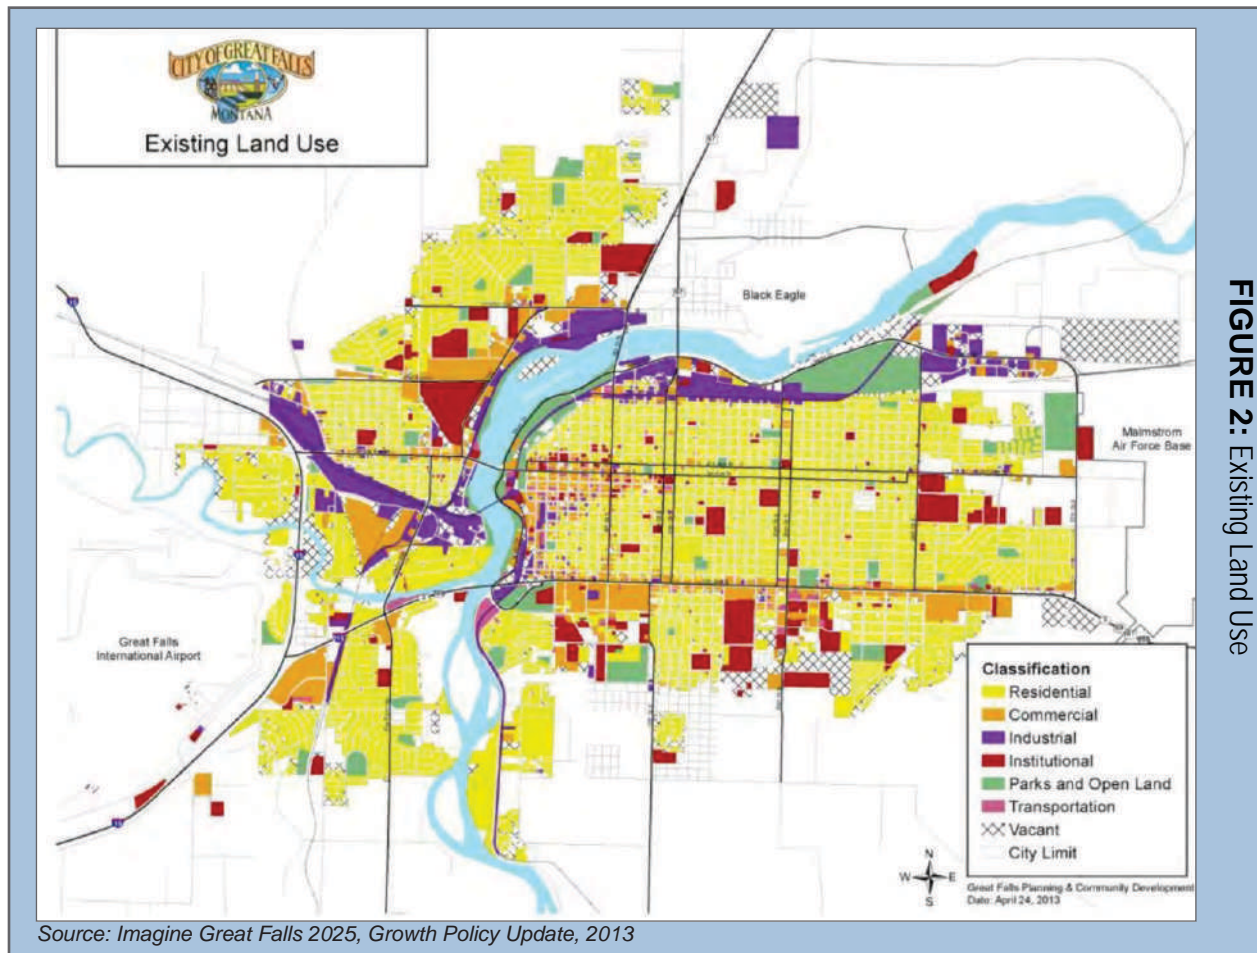 CITY OF GREAT FALLS
MONTANA
Existing Land Use
Black Eagle
Malmstrom
Air Force Base
Great Falls
International Airport
Classification
Residential
Commercial
Industrial
Institutional
Parks and Open Land
Transportation
Vacant
City Limit
N
W E
S
Great Falls Planning & Community Development
Date: April 24, 2013
Source: Imagine Great Falls 2025, Growth Policy Update, 2013
FIGURE 2: Existing Land Use